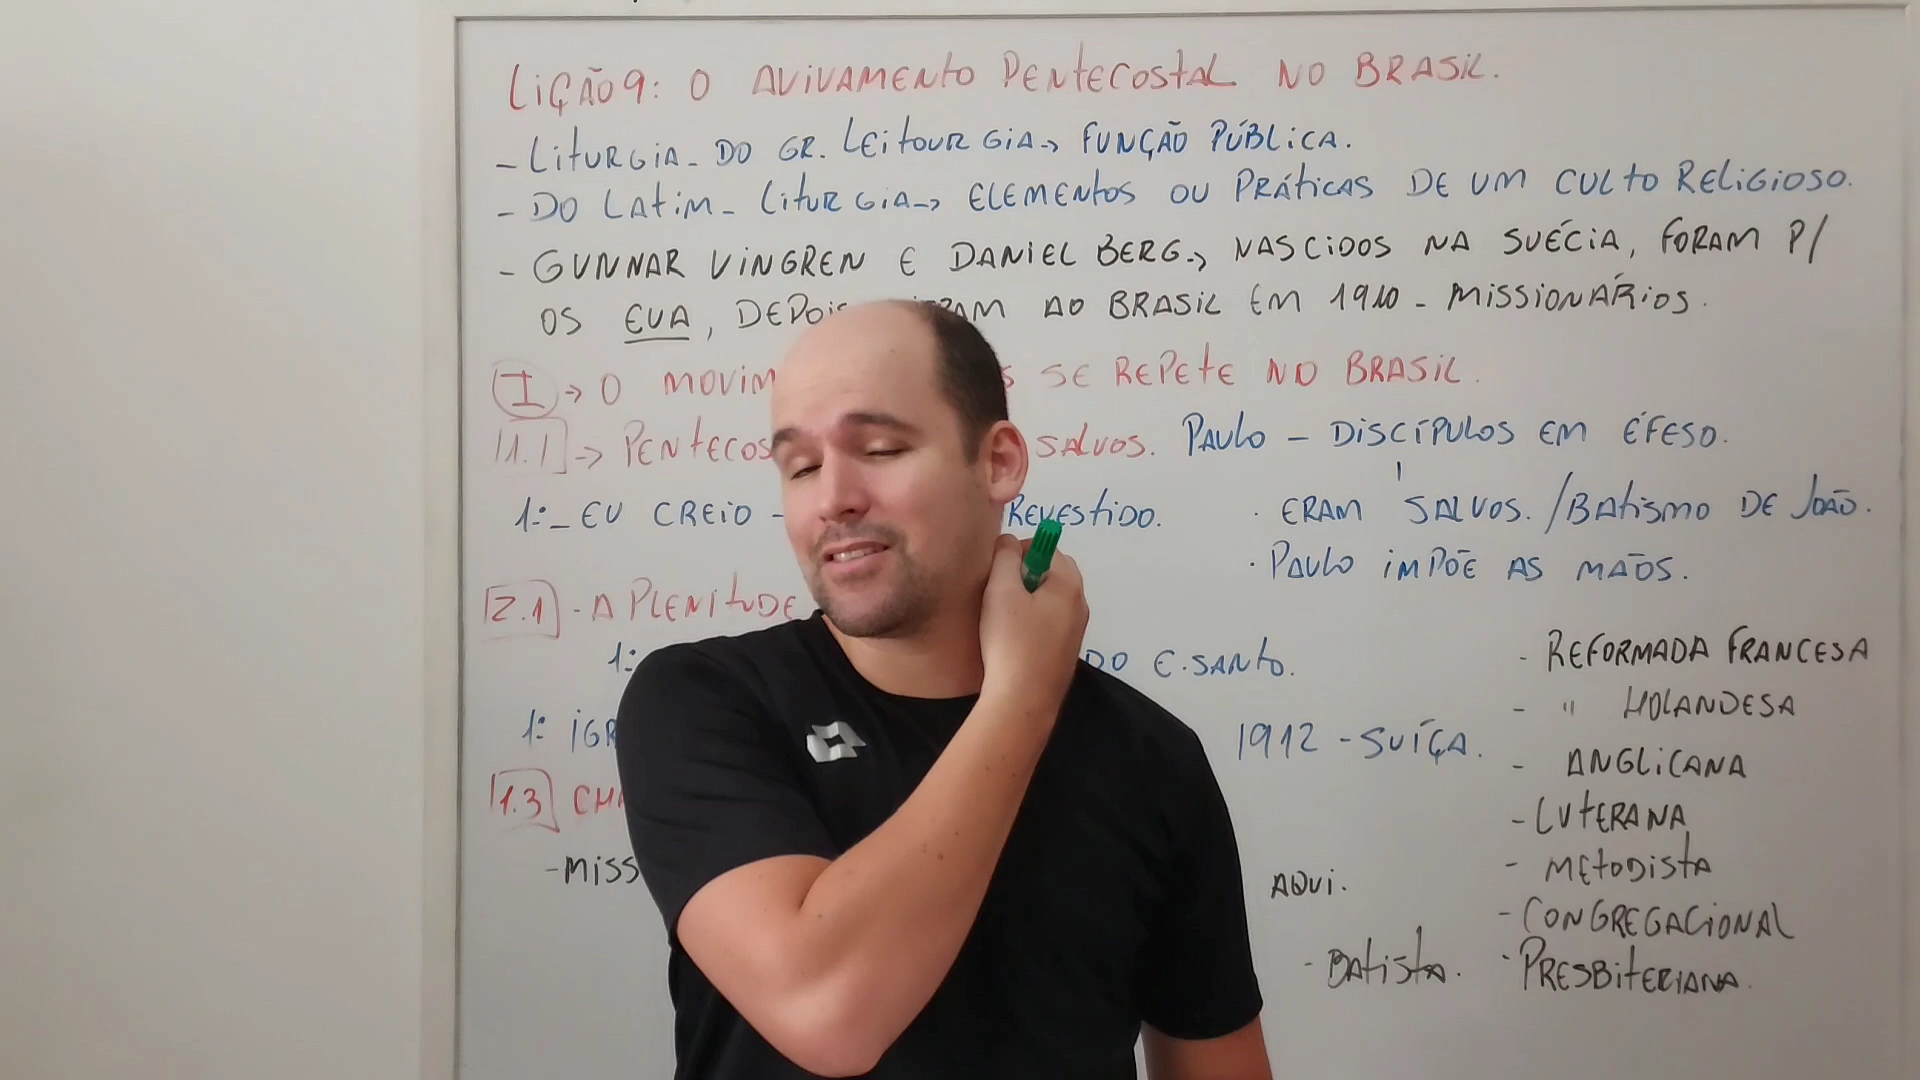 LIÇÃO 9: O AVIVAMENTO PENTECOSTAL NO BRASIL.
- LITURGIA - DO GR. LEITOURGIA -> FUNÇÃO PÚBLICA.
- DO LATIM - LITURGIA -> ELEMENTOS OU PRÁTICAS DE UM CULTO RELIGIOSO.
- GUNNAR VINGREN E DANIEL BERG -> NASCIDOS NA SUÉCIA, FORAM P/
OS EUA, DEPOIS AO BRASIL EM 1910 - MISSIONÁRIOS.
I -> O MOVIM SE REPETE NO BRASIL.
1.1 -> PENTECOS SALVOS. PAULO - DISCÍPULOS EM ÉFESO.
1: - EU CREIO - REVESTIDO. · ERAM SALVOS. / BATISMO DE JOÃO.
· PAULO IMPÕE AS MÃOS.
2.1 - A PLENITUDE
1: DO E. SANTO. - REFORMADA FRANCESA
- " HOLANDESA
1: IGR 1912 - SUÍÇA. - ANGLICANA
1.3 CHA - LUTERANA
- MISS AQUI. - METODISTA
- CONGREGACIONAL
- BATISTA. · PRESBITERIANA.